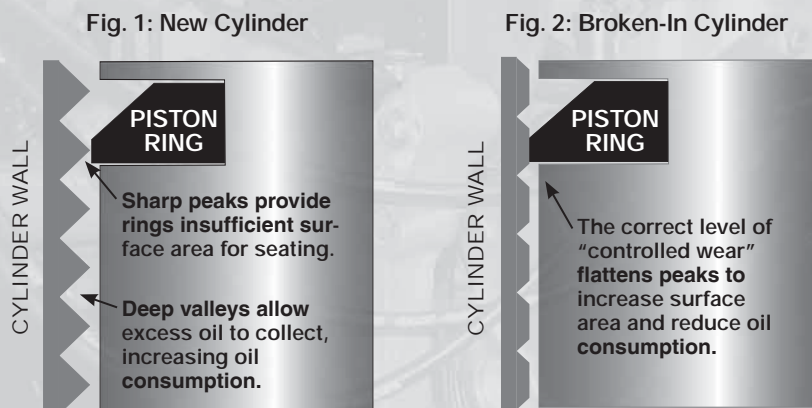 Fig. 1: New Cylinder
CYLINDER WALL
PISTON
RING
Sharp peaks provide
rings insufficient sur-
face area for seating.
Deep valleys allow
excess oil to collect,
increasing oil
consumption.
Fig. 2: Broken-In Cylinder
CYLINDER WALL
PISTON
RING
The correct level of
“controlled wear”
flattens peaks to
increase surface
area and reduce oil
consumption.